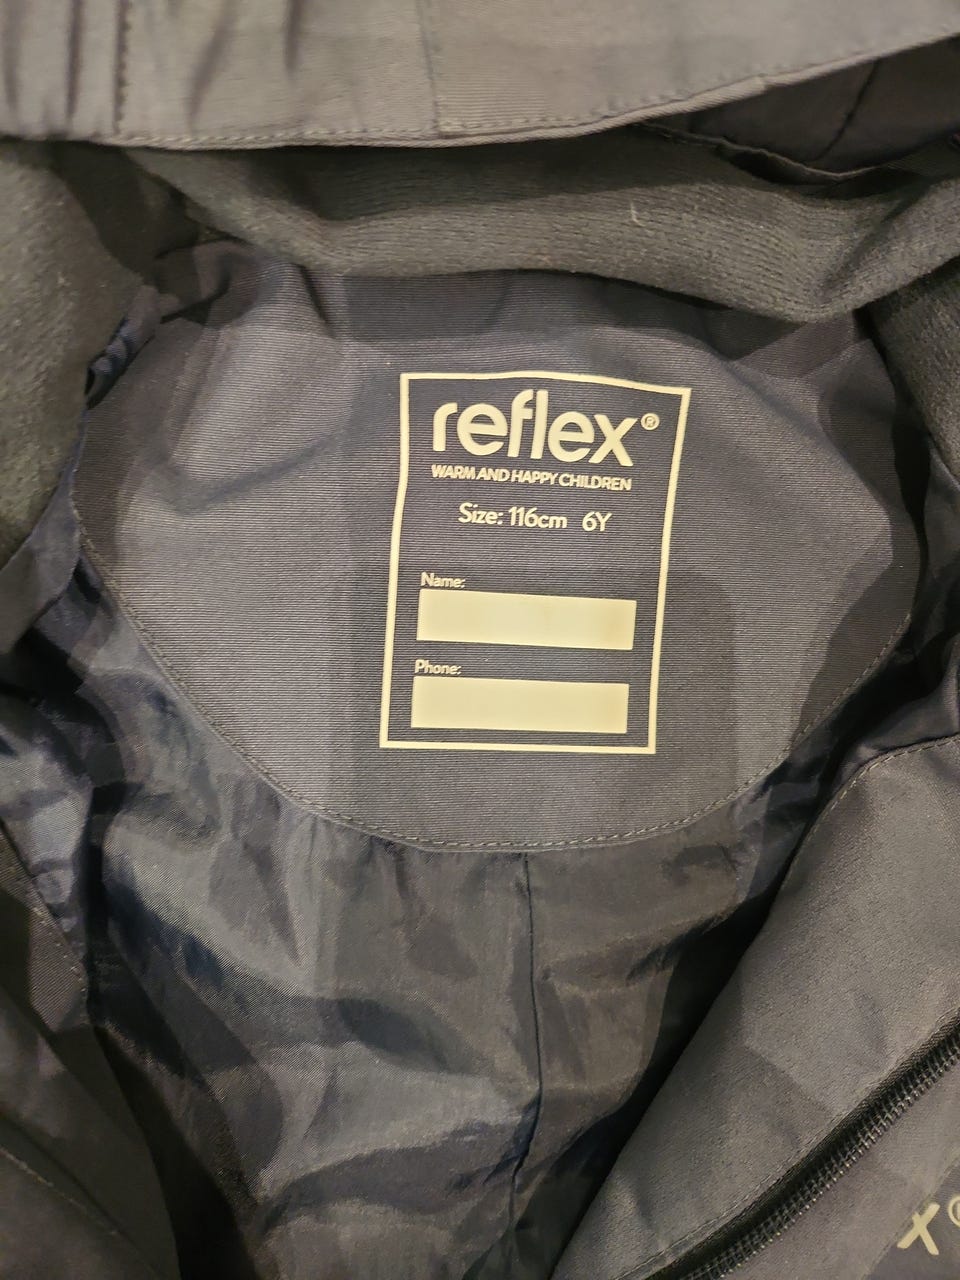 reflex®
WARM AND HAPPY CHILDREN
Size: 116cm 6Y
Name:
Phone:
x®